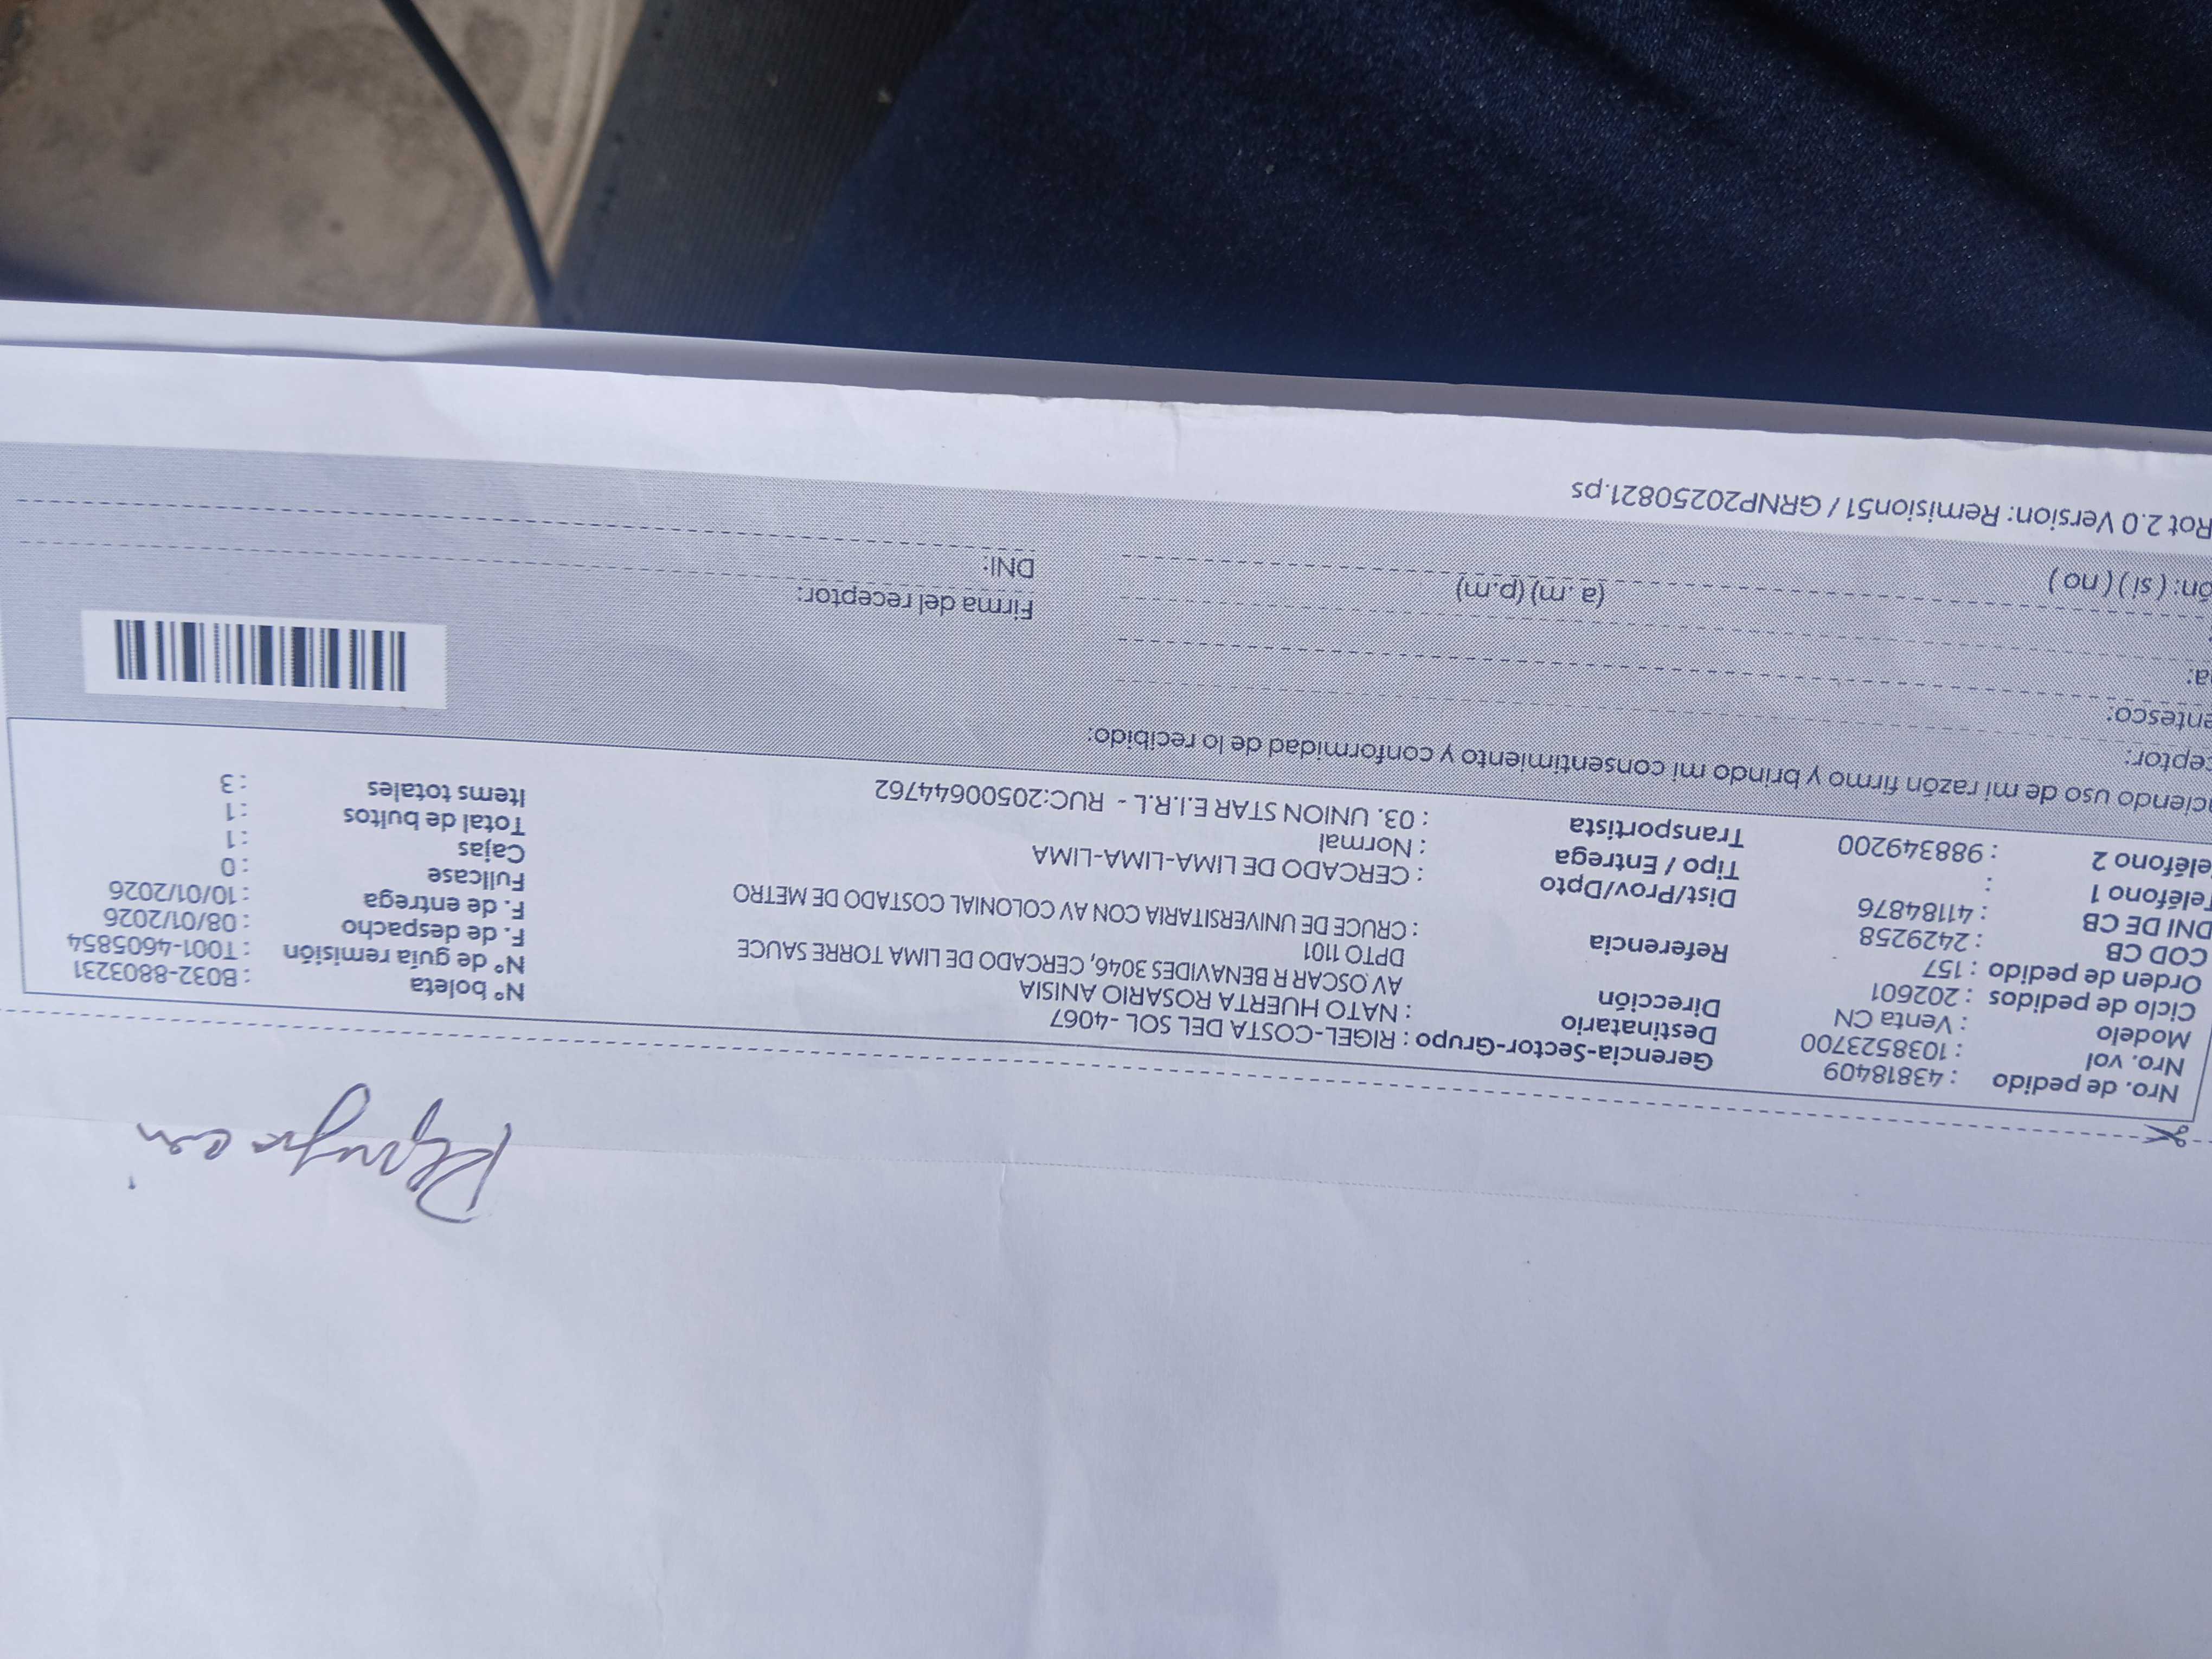 Nro. de pedido : 43818409
Nro. vol : 1038523700
Modelo : Venta CN
Ciclo de pedidos : 202601
Orden de pedido : 157
COD CB : 2429258
DNI DE CB : 41184876
Teléfono 1 :
eléfono 2 : 988349200
Gerencia-Sector-Grupo : RIGEL-COSTA DEL SOL -4067
Destinatario : NATO HUERTA ROSARIO ANISIA
Dirección AV OSCAR R BENAVIDES 3046, CERCADO DE LIMA TORRE SAUCE
DPTO 1101
Referencia : CRUCE DE UNIVERSITARIA CON AV COLONIAL COSTADO DE METRO
Dist/Prov/Dpto : CERCADO DE LIMA-LIMA-LIMA
Tipo / Entrega : Normal
Transportista : 03. UNION STAR E.I.R.L - RUC:20500644762
N° boleta : B032-8803231
N° de guía remisión : T001-4605854
F. de despacho : 08/01/2026
F. de entrega : 10/01/2026
Fullcase : 0
Cajas : 1
Total de bultos : 1
Items totales : 3
ciendo uso de mi razón firmo y brindo mi consentimiento y conformidad de lo recibido:
ceptor:
entesco:
a:
(a .m) (p.m)
ón: ( si ) ( no )
Firma del receptor:
DNI:
Rot 2.0 Version: Remision51 / GRNP20250821.ps